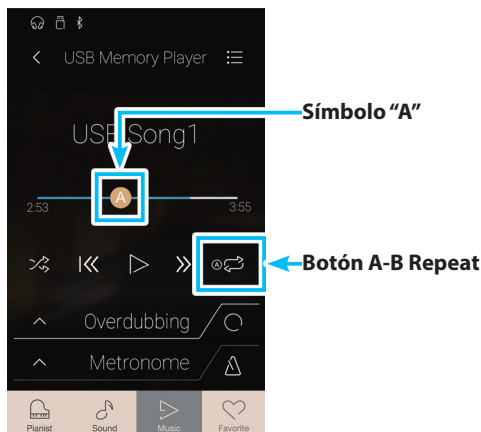 USB Memory Player
Símbolo “A”
USB Song1
A
2:53
3:55
A
Botón A-B Repeat
Overdubbing
Metronome
Pianist
Sound
Music
Favorite